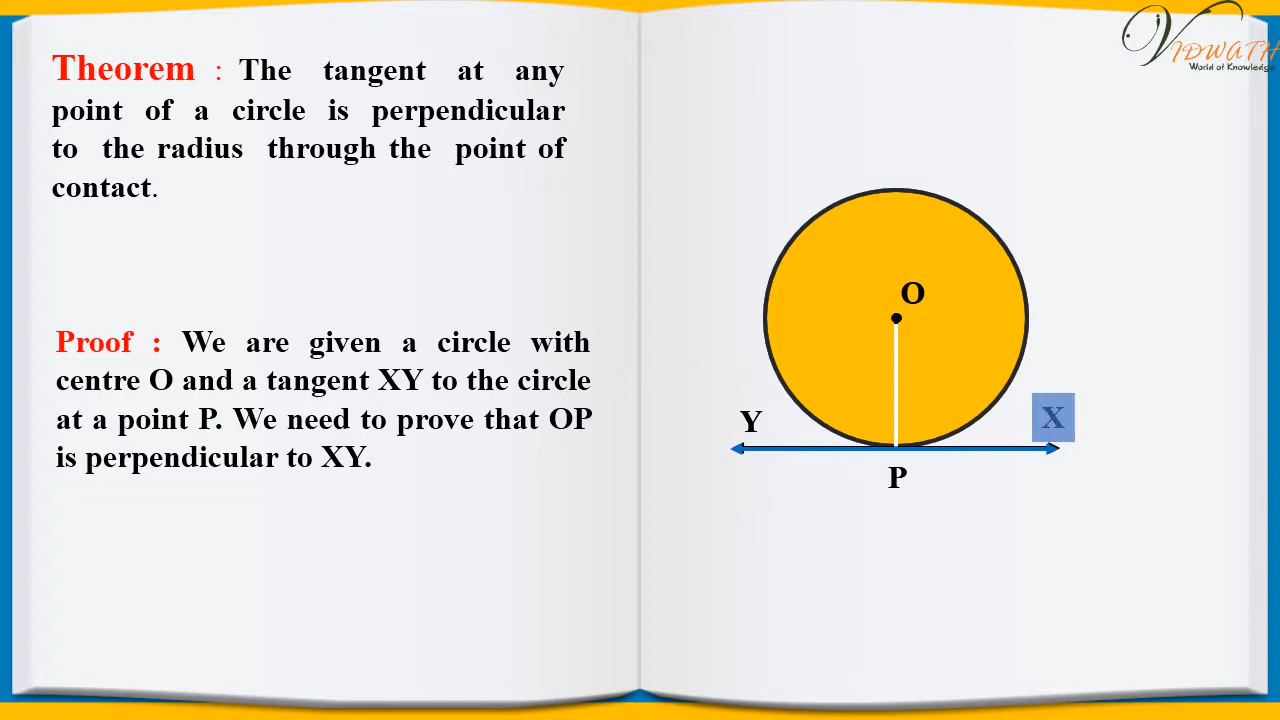 Theorem : The tangent at any
point of a circle is perpendicular
to the radius through the point of
contact.
Proof : We are given a circle with
centre O and a tangent XY to the circle
at a point P. We need to prove that OP
is perpendicular to XY.
VIDWATH
World of Knowledge
O
Y
X
P